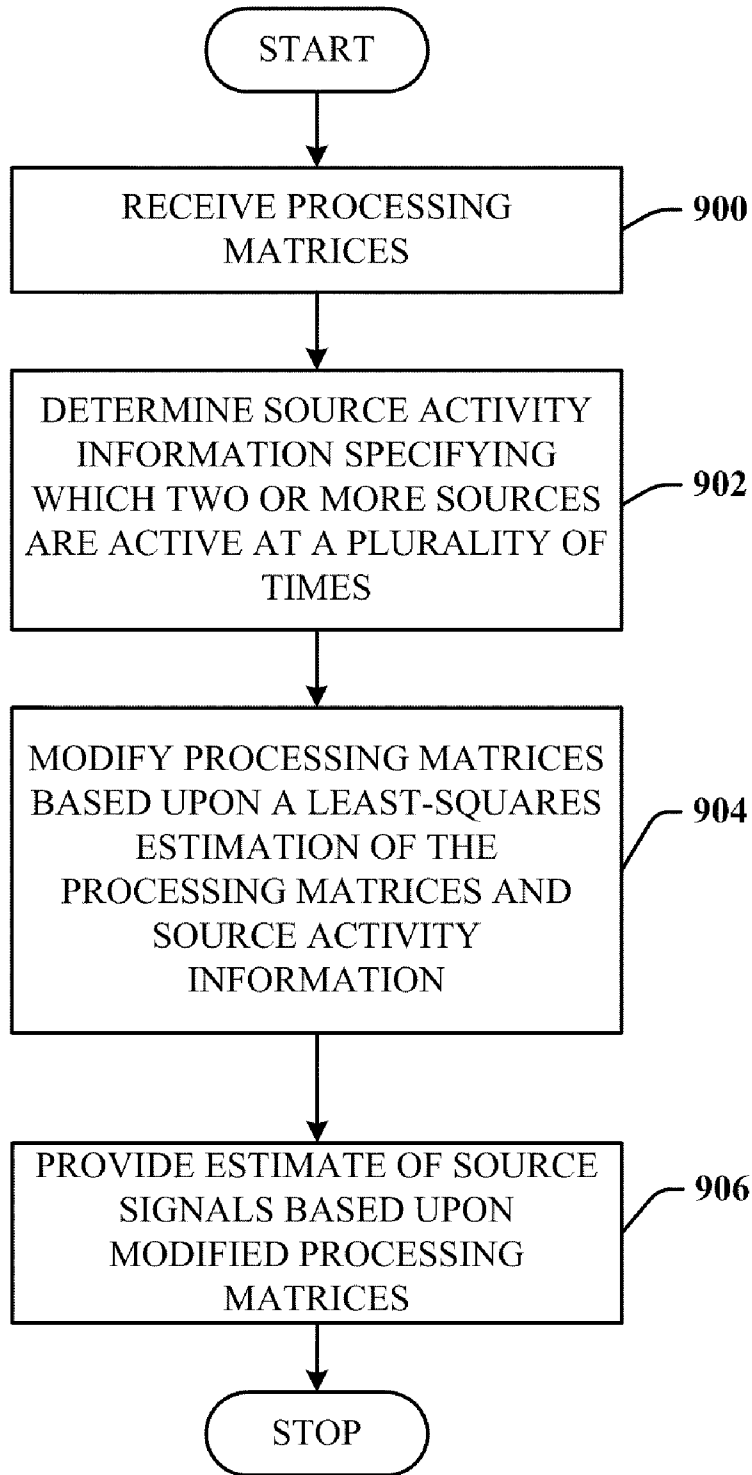 START
RECEIVE PROCESSING
MATRICES
900
DETERMINE SOURCE ACTIVITY
INFORMATION SPECIFYING
WHICH TWO OR MORE SOURCES
ARE ACTIVE AT A PLURALITY OF
TIMES
902
MODIFY PROCESSING MATRICES
BASED UPON A LEAST-SQUARES
ESTIMATION OF THE
PROCESSING MATRICES AND
SOURCE ACTIVITY
INFORMATION
904
PROVIDE ESTIMATE OF SOURCE
SIGNALS BASED UPON
MODIFIED PROCESSING
MATRICES
906
STOP